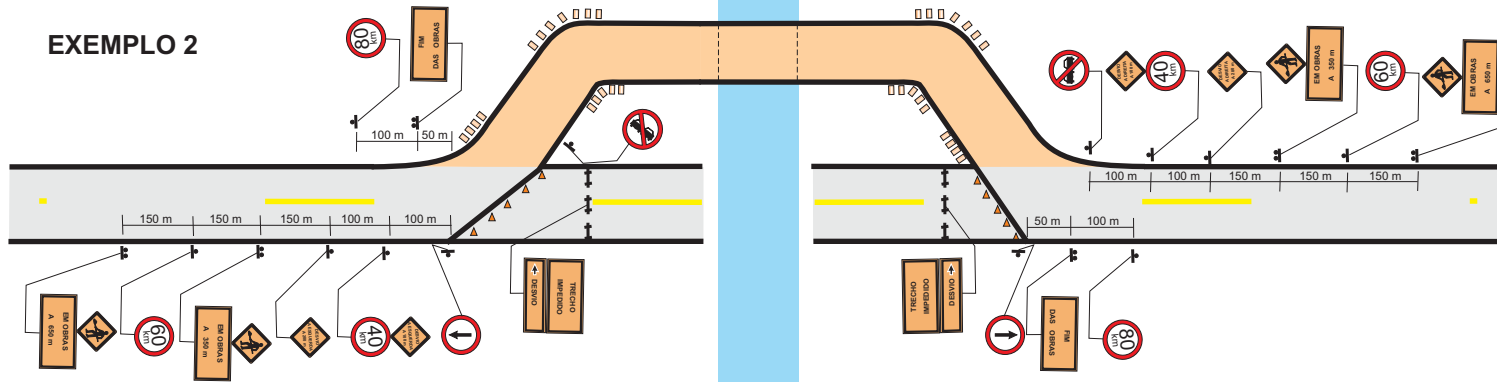 EXEMPLO 2
80
km
FIM
DAS OBRAS
100 m
50 m
40
km
EM OBRAS
A 350 m
60
km
EM OBRAS
A 650 m
100 m
100 m
150 m
150 m
150 m
150 m
150 m
150 m
100 m
100 m
50 m
100 m
EM OBRAS
A 650 m
60
km
EM OBRAS
A 350 m
40
km
DESVIO
TRECHO
IMPEDIDO
TRECHO
IMPEDIDO
DESVIO
FIM
DAS OBRAS
80
km